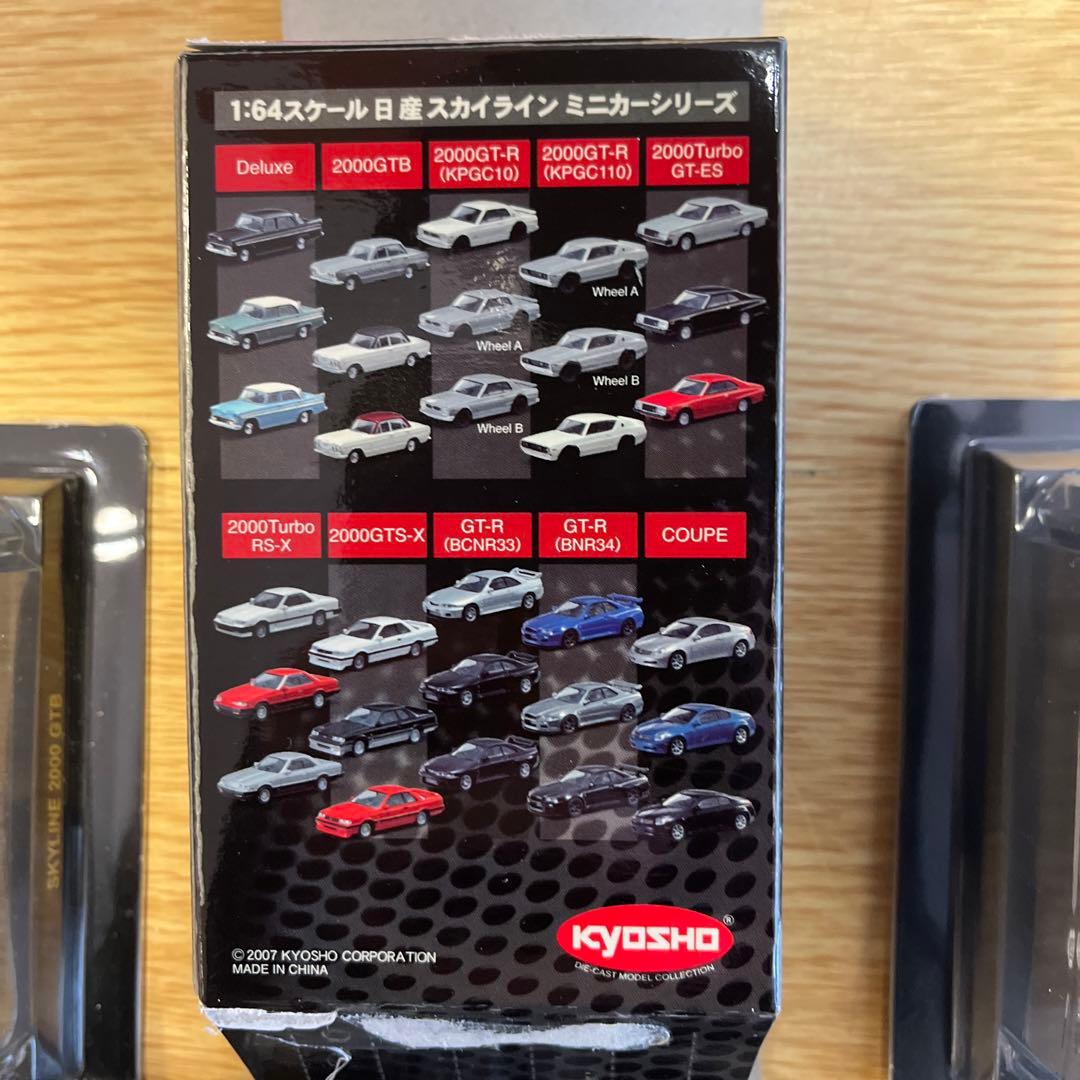 1:64スケール 日産 スカイライン ミニカーシリーズ
Deluxe
2000GTB
2000GT-R
(KPGC10)
2000GT-R
(KPGC110)
2000Turbo
GT-ES
Wheel A
Wheel A
Wheel B
Wheel B
2000Turbo
RS-X
2000GTS-X
GT-R
(BCNR33)
GT-R
(BNR34)
COUPE
SKYLINE 2000 GTB
KYOSHO®
DIE-CAST MODEL COLLECTION
© 2007 KYOSHO CORPORATION
MADE IN CHINA